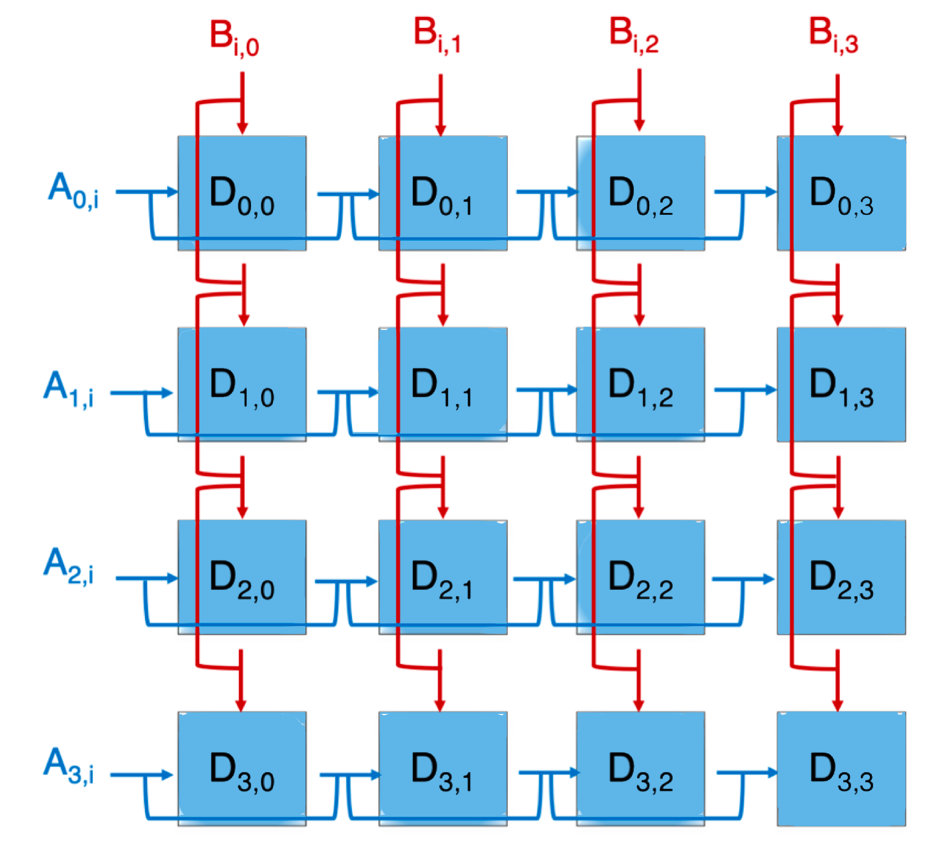 B_{i,0} B_{i,1} B_{i,2} B_{i,3}
A_{0,i} D_{0,0} D_{0,1} D_{0,2} D_{0,3}
A_{1,i} D_{1,0} D_{1,1} D_{1,2} D_{1,3}
A_{2,i} D_{2,0} D_{2,1} D_{2,2} D_{2,3}
A_{3,i} D_{3,0} D_{3,1} D_{3,2} D_{3,3}